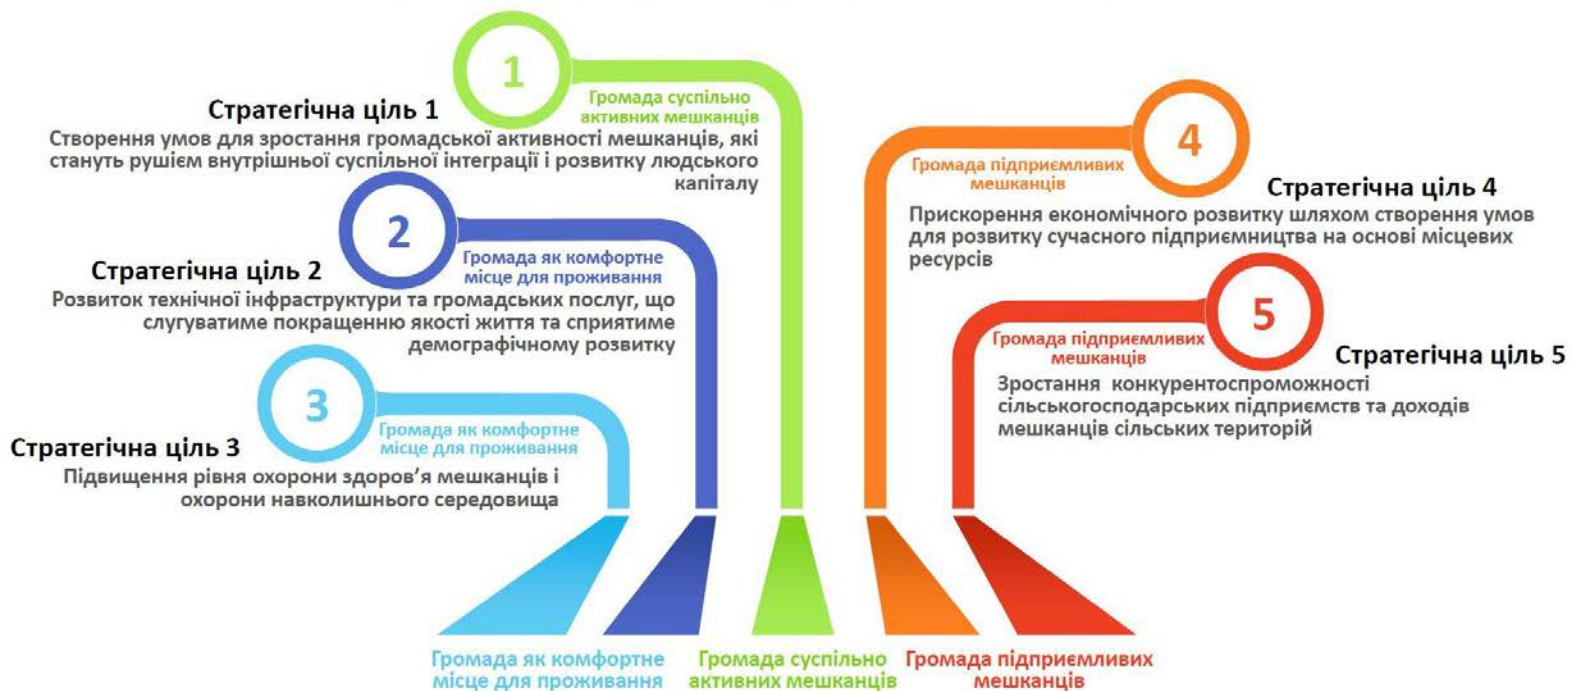 1
Громада суспільно
активних мешканців
Стратегічна ціль 1
Створення умов для зростання громадської активності мешканців, які
стануть рушієм внутрішньої суспільної інтеграції і розвитку людського
капіталу
2
Громада як комфортне
місце для проживання
Стратегічна ціль 2
Розвиток технічної інфраструктури та громадських послуг, що
слугуватиме покращенню якості життя та сприятиме
демографічному розвитку
3
Громада як комфортне
місце для проживання
Стратегічна ціль 3
Підвищення рівня охорони здоров’я мешканців і
охорони навколишнього середовища
4
Громада підприємливих
мешканців
Стратегічна ціль 4
Прискорення економічного розвитку шляхом створення умов
для розвитку сучасного підприємництва на основі місцевих
ресурсів
5
Громада підприємливих
мешканців
Стратегічна ціль 5
Зростання конкурентоспроможності
сільськогосподарських підприємств та доходів
мешканців сільських територій
Громада як комфортне
місце для проживання
Громада суспільно
активних мешканців
Громада підприємливих
мешканців